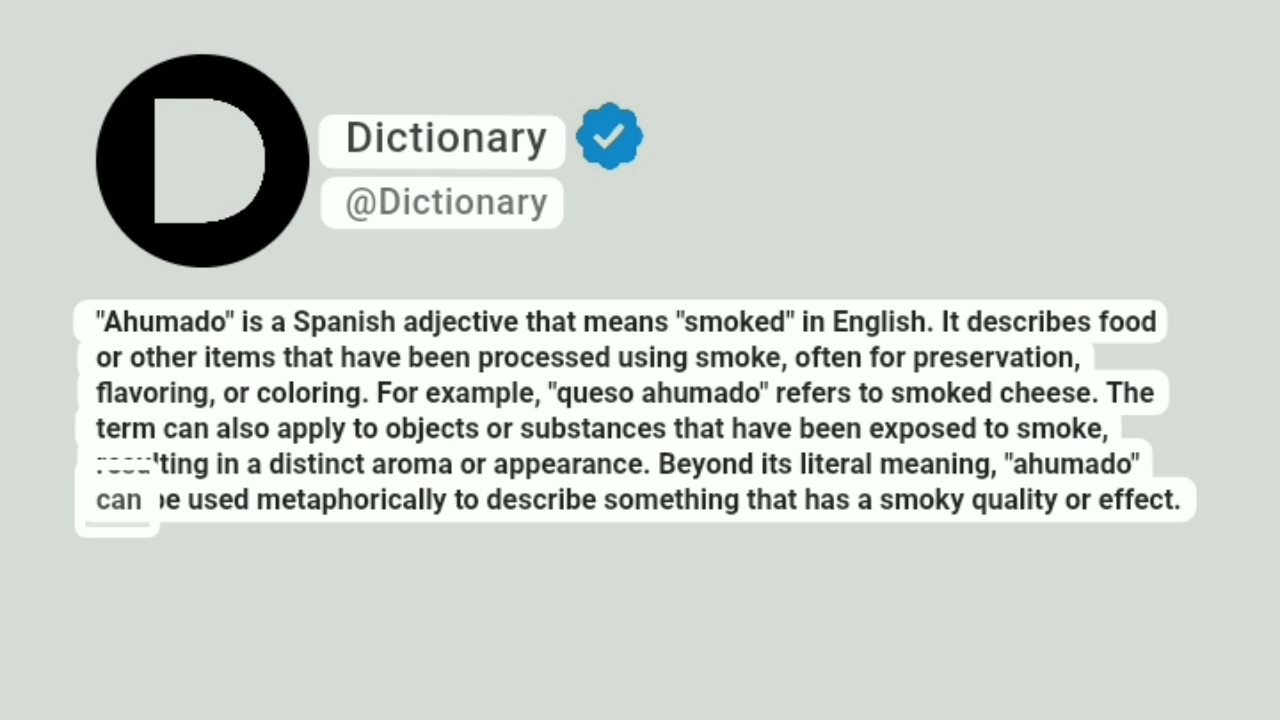 Dictionary
@Dictionary
"Ahumado" is a Spanish adjective that means "smoked" in English. It describes food
or other items that have been processed using smoke, often for preservation,
flavoring, or coloring. For example, "queso ahumado" refers to smoked cheese. The
term can also apply to objects or substances that have been exposed to smoke,
resulting in a distinct aroma or appearance. Beyond its literal meaning, "ahumado"
can be used metaphorically to describe something that has a smoky quality or effect.